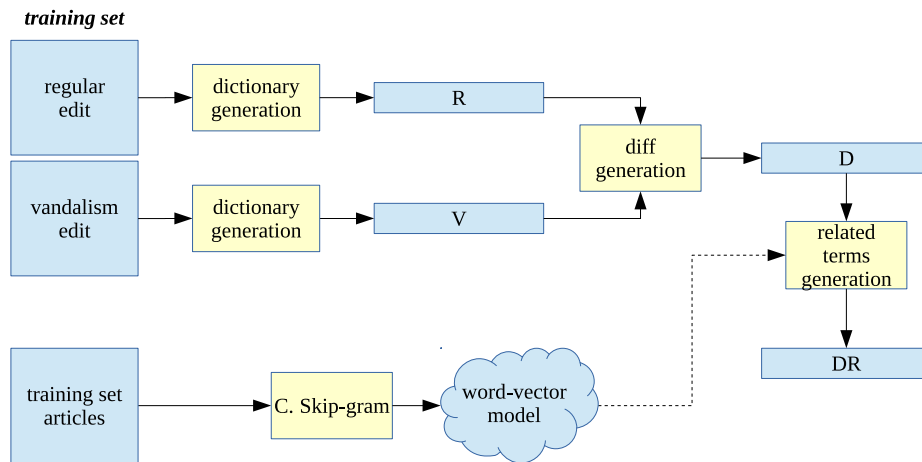 training set
regular
edit
dictionary
generation
R
diff
generation
D
vandalism
edit
dictionary
generation
V
related
terms
generation
DR
training set
articles
C. Skip-gram
word-vector
model